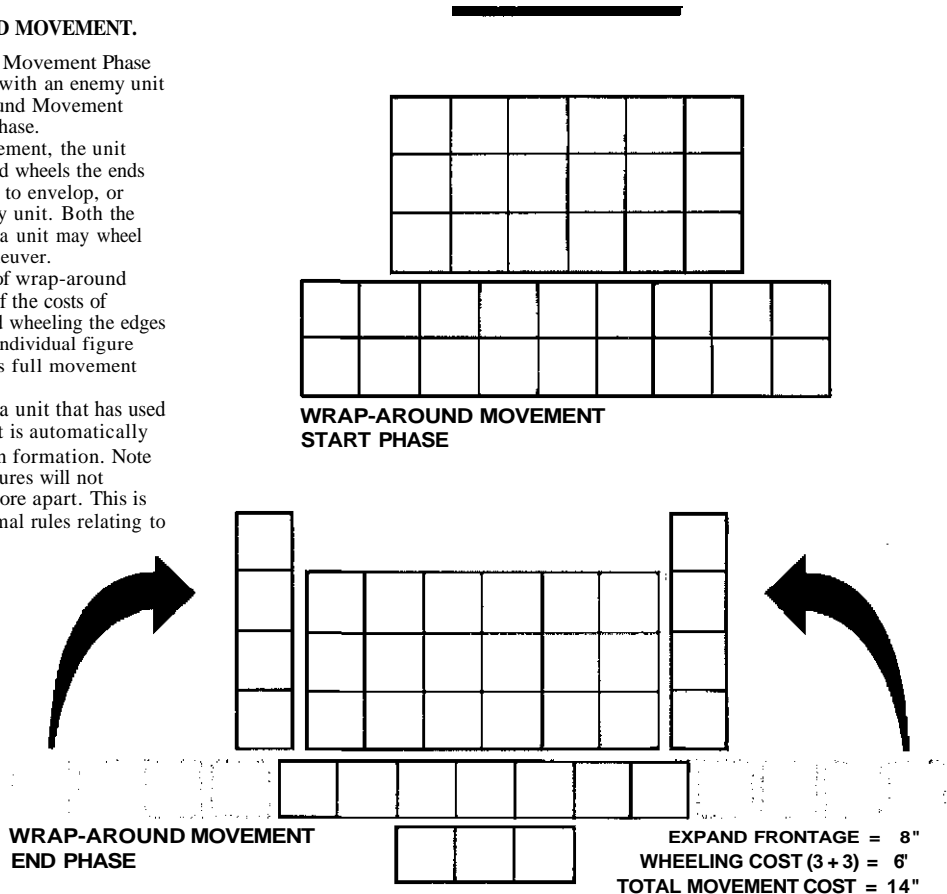 D MOVEMENT.
Movement Phase
with an enemy unit
und Movement
hase.
ement, the unit
d wheels the ends
to envelop, or
y unit. Both the
a unit may wheel
euver.
of wrap-around
f the costs of
d wheeling the edges
ndividual figure
s full movement
a unit that has used
t is automatically
n formation. Note
ures will not
ore apart. This is
mal rules relating to
WRAP-AROUND MOVEMENT
START PHASE
WRAP-AROUND MOVEMENT
END PHASE
EXPAND FRONTAGE = 8"
WHEELING COST (3 + 3) = 6'
TOTAL MOVEMENT COST = 14"